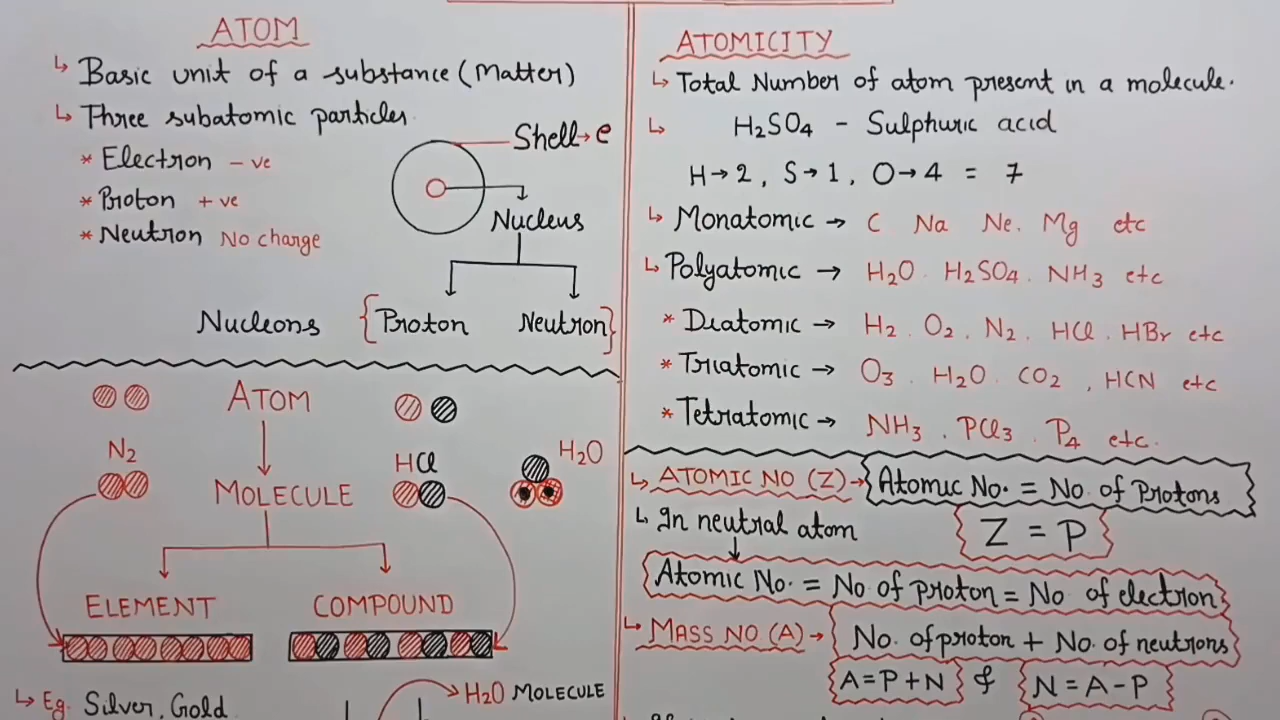 ATOM
↳ Basic unit of a substance (Matter)
↳ Three subatomic particles
* Electron - ve
* Proton + ve
* Neutron No charge
Shell → e
Nucleus
Nucleons { Proton Neutron }
ATOM
N2
HCl
H2O
MOLECULE
ELEMENT COMPOUND
↳ Eg. Silver, Gold
H2O MOLECULE
ATOMICITY
↳ Total Number of atom present in a molecule.
↳ H2SO4 - Sulphuric acid
H → 2, S → 1, O → 4 = 7
↳ Monatomic → C Na Ne. Mg etc
↳ Polyatomic → H2O . H2SO4 . NH3 etc
* Diatomic → H2 . O2 . N2 . HCl . HBr etc
* Triatomic → O3 . H2O . CO2 , HCN etc
* Tetratomic → NH3 . PCl3 . P4 etc.
↳ ATOMIC NO (Z) → Atomic No. = No. of Protons
↳ In neutral atom
Z = P
Atomic No. = No of proton = No of electron
↳ MASS NO (A) → No. of proton + No. of neutrons
A = P + N & N = A - P